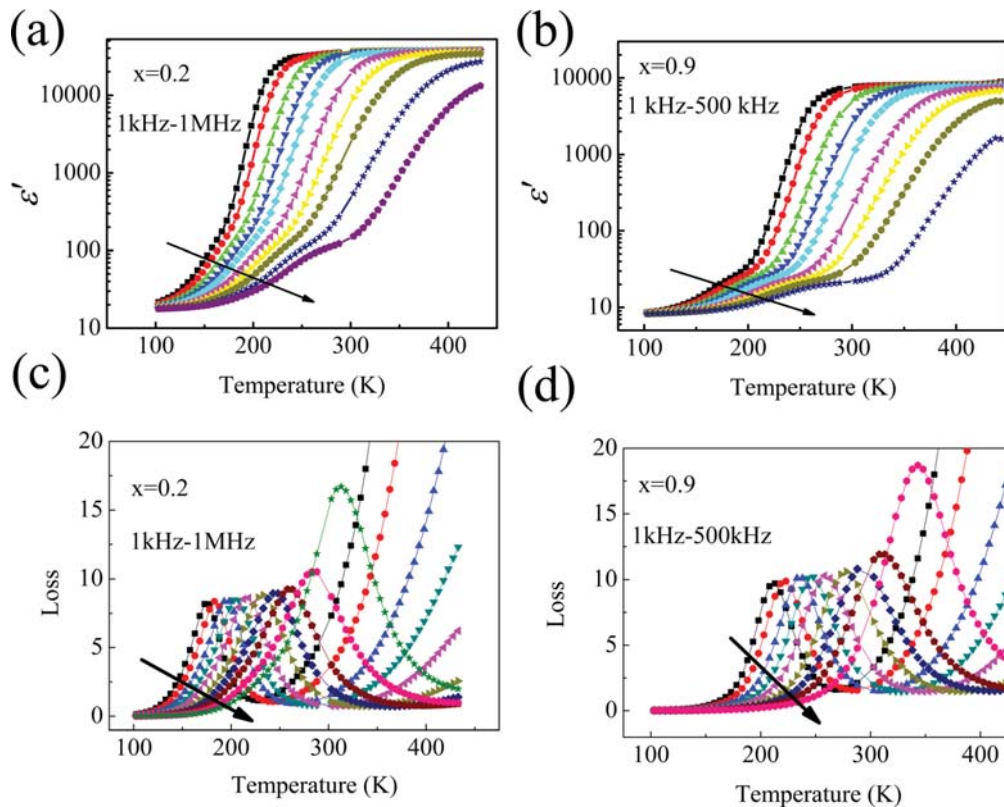 (a)
x=0.2
1kHz-1MHz
ε'
10000
1000
100
10
100 200 300 400
Temperature (K)
(b)
x=0.9
1 kHz-500 kHz
ε'
10000
1000
100
10
100 200 300 400
Temperature (K)
(c)
x=0.2
1kHz-1MHz
Loss
20
15
10
5
0
100 200 300 400
Temperature (K)
(d)
x=0.9
1kHz-500kHz
Loss
20
15
10
5
0
100 200 300 400
Temperature (K)